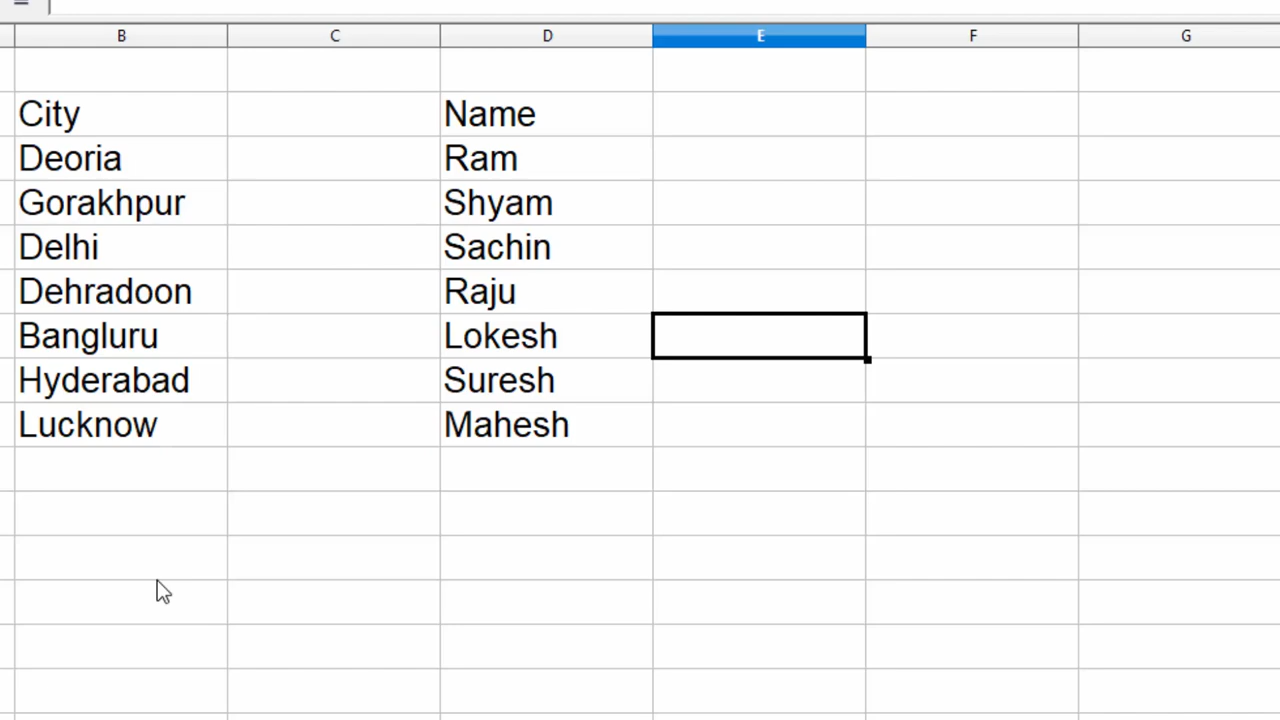 B C D E F G
City Name
Deoria Ram
Gorakhpur Shyam
Delhi Sachin
Dehradoon Raju
Bangluru Lokesh
Hyderabad Suresh
Lucknow Mahesh